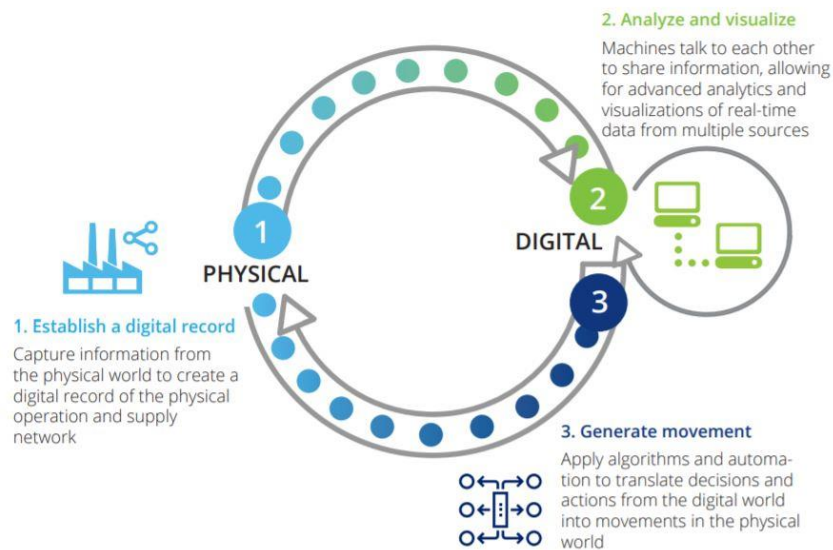 2. Analyze and visualize
Machines talk to each other
to share information, allowing
for advanced analytics and
visualizations of real-time
data from multiple sources
1
2
PHYSICAL
DIGITAL
3
1. Establish a digital record
Capture information from
the physical world to create a
digital record of the physical
operation and supply
network
3. Generate movement
Apply algorithms and automa-
tion to translate decisions and
actions from the digital world
into movements in the physical
world